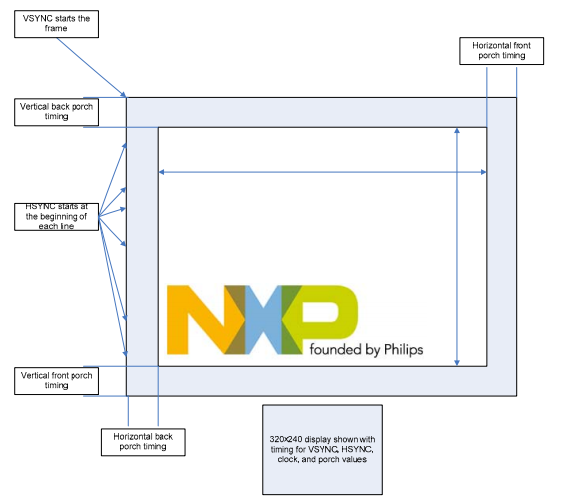 VSYNC starts the
frame
Horizontal front
porch timing
Vertical back porch
timing
HSYNC starts at
the beginning of
each line
NXP
founded by Philips
Vertical front porch
timing
Horizontal back
porch timing
320x240 display shown with
timing for VSYNC, HSYNC,
clock, and porch values